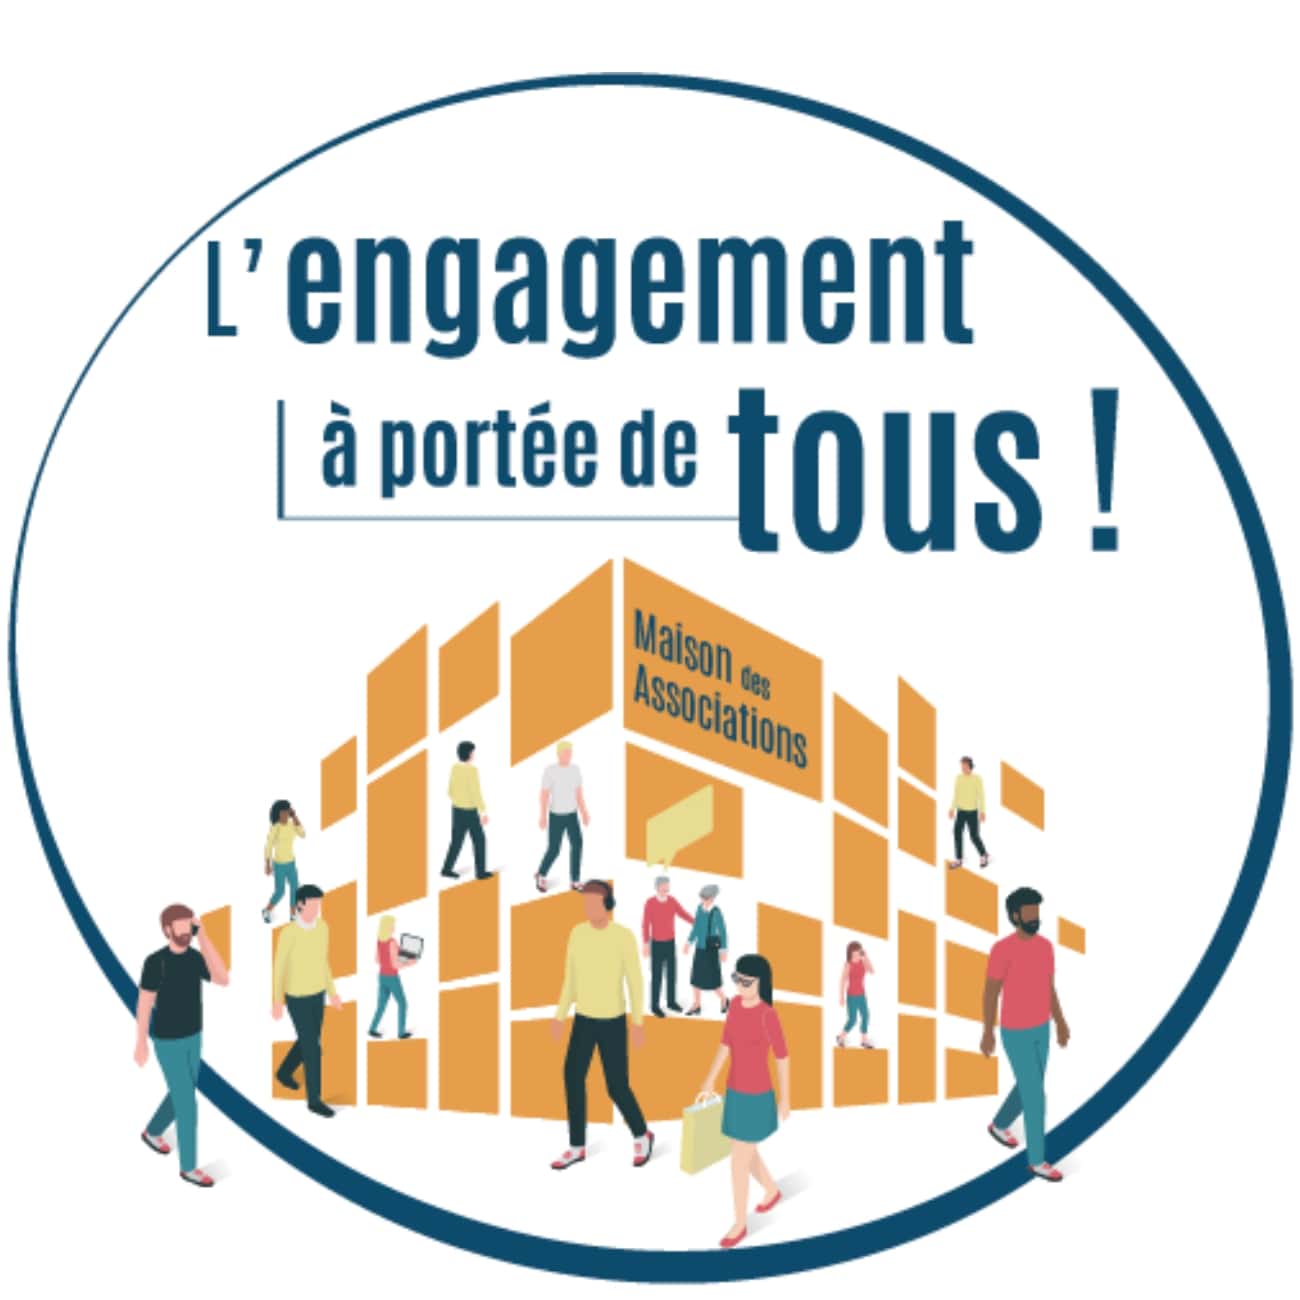 L'engagement
à portée de tous !
Maison des
Associations